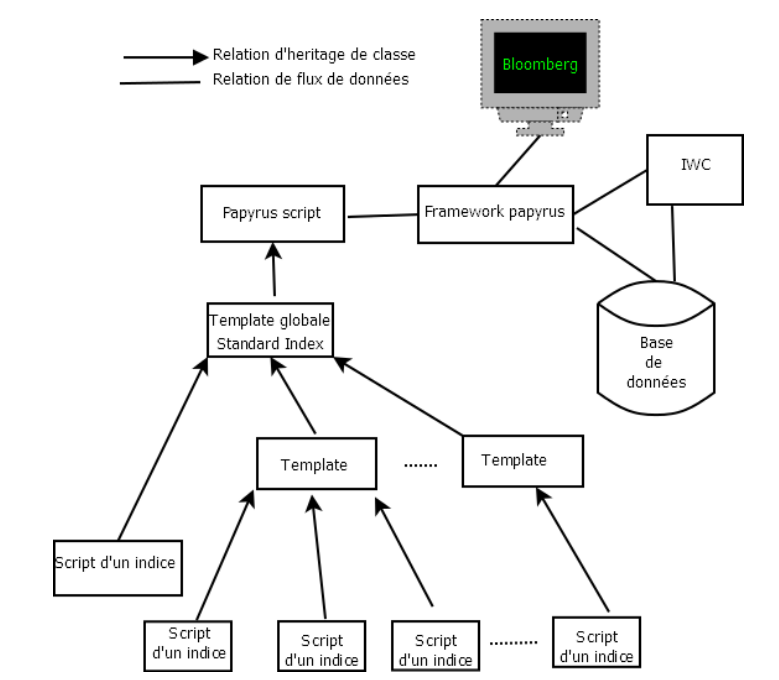 Relation d'heritage de classe
Relation de flux de données
Bloomberg
IWC
Papyrus script
Framework papyrus
Template globale
Standard Index
Base
de
données
Template
.......
Template
Script d'un indice
Script
d'un indice
Script
d'un indice
Script
d'un indice
..........
Script
d'un indice